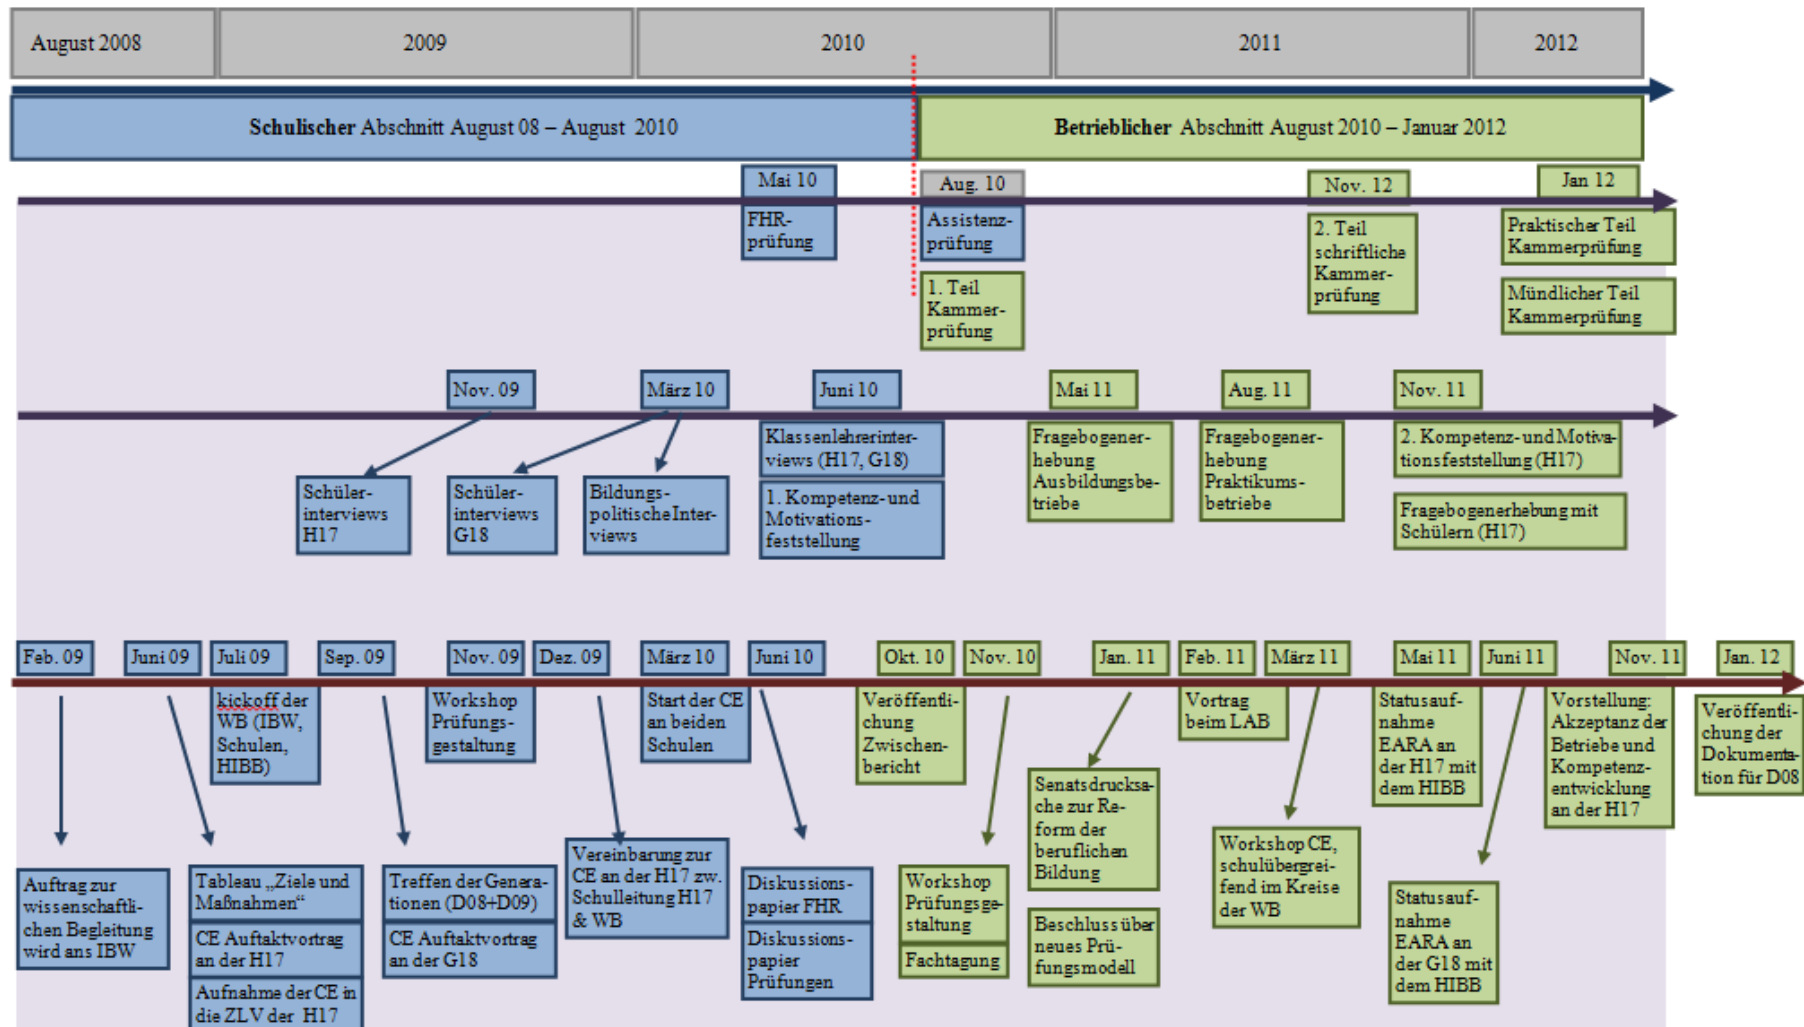 August 2008
2009
2010
2011
2012
Schulischer Abschnitt August 08 – August 2010
Betrieblicher Abschnitt August 2010 – Januar 2012
Mai 10
Aug. 10
Nov. 12
Jan 12
FHR-
prüfung
Assistenz-
prüfung
1. Teil
Kammer-
prüfung
2. Teil
schriftliche
Kammer-
prüfung
Praktischer Teil
Kammerprüfung
Mündlicher Teil
Kammerprüfung
Nov. 09
März 10
Juni 10
Mai 11
Aug. 11
Nov. 11
Schüler-
interviews
H17
Schüler-
interviews
G18
Bildungs-
politische Inter-
views
Klassenlehrerinter-
views (H17, G18)
1. Kompetenz- und
Motivations-
feststellung
Fragebogener-
hebung
Ausbildungsbe-
triebe
Fragebogener-
hebung
Praktikums-
betriebe
2. Kompetenz- und Motiva-
tionsfeststellung (H17)
Fragebogenerhebung mit
Schülern (H17)
Feb. 09
Juni 09
Juli 09
Sep. 09
Nov. 09
Dez. 09
März 10
Juni 10
Okt. 10
Nov. 10
Jan. 11
Feb. 11
März 11
Mai 11
Juni 11
Nov. 11
Jan. 12
kickoff der
WB (IBW,
Schulen,
HIBB)
Workshop
Prüfungs-
gestaltung
Start der CE
an beiden
Schulen
Veröffentli-
chung
Zwischen-
bericht
Vortrag
beim LAB
Statusauf-
nahme
EARA an
der H17 mit
dem HIBB
Vorstellung:
Akzeptanz der
Betriebe und
Kompetenz-
entwicklung
an der H17
Veröffentli-
chung der
Dokumenta-
tion für D08
Auftrag zur
wissenschaftli-
chen Begleitung
wird ans IBW
Tableau „Ziele und
Maßnahmen“
CE Auftaktvortrag
an der H17
Aufnahme der CE in
die ZLV der H17
Treffen der Genera-
tionen (D08+D09)
CE Auftaktvortrag
an der G18
Vereinbarung zur
CE an der H17 zw.
Schulleitung H17
& WB
Diskussions-
papier FHR
Diskussions-
papier
Prüfungen
Workshop
Prüfungsge-
staltung
Fachtagung
Senatsdrucksa-
che zur Re-
form der
beruflichen
Bildung
Beschluss über
neues Prü-
fungsmodell
Workshop CE,
schulübergrei-
fend im Kreise
der WB
Statusauf-
nahme
EARA an
der G18 mit
dem HIBB